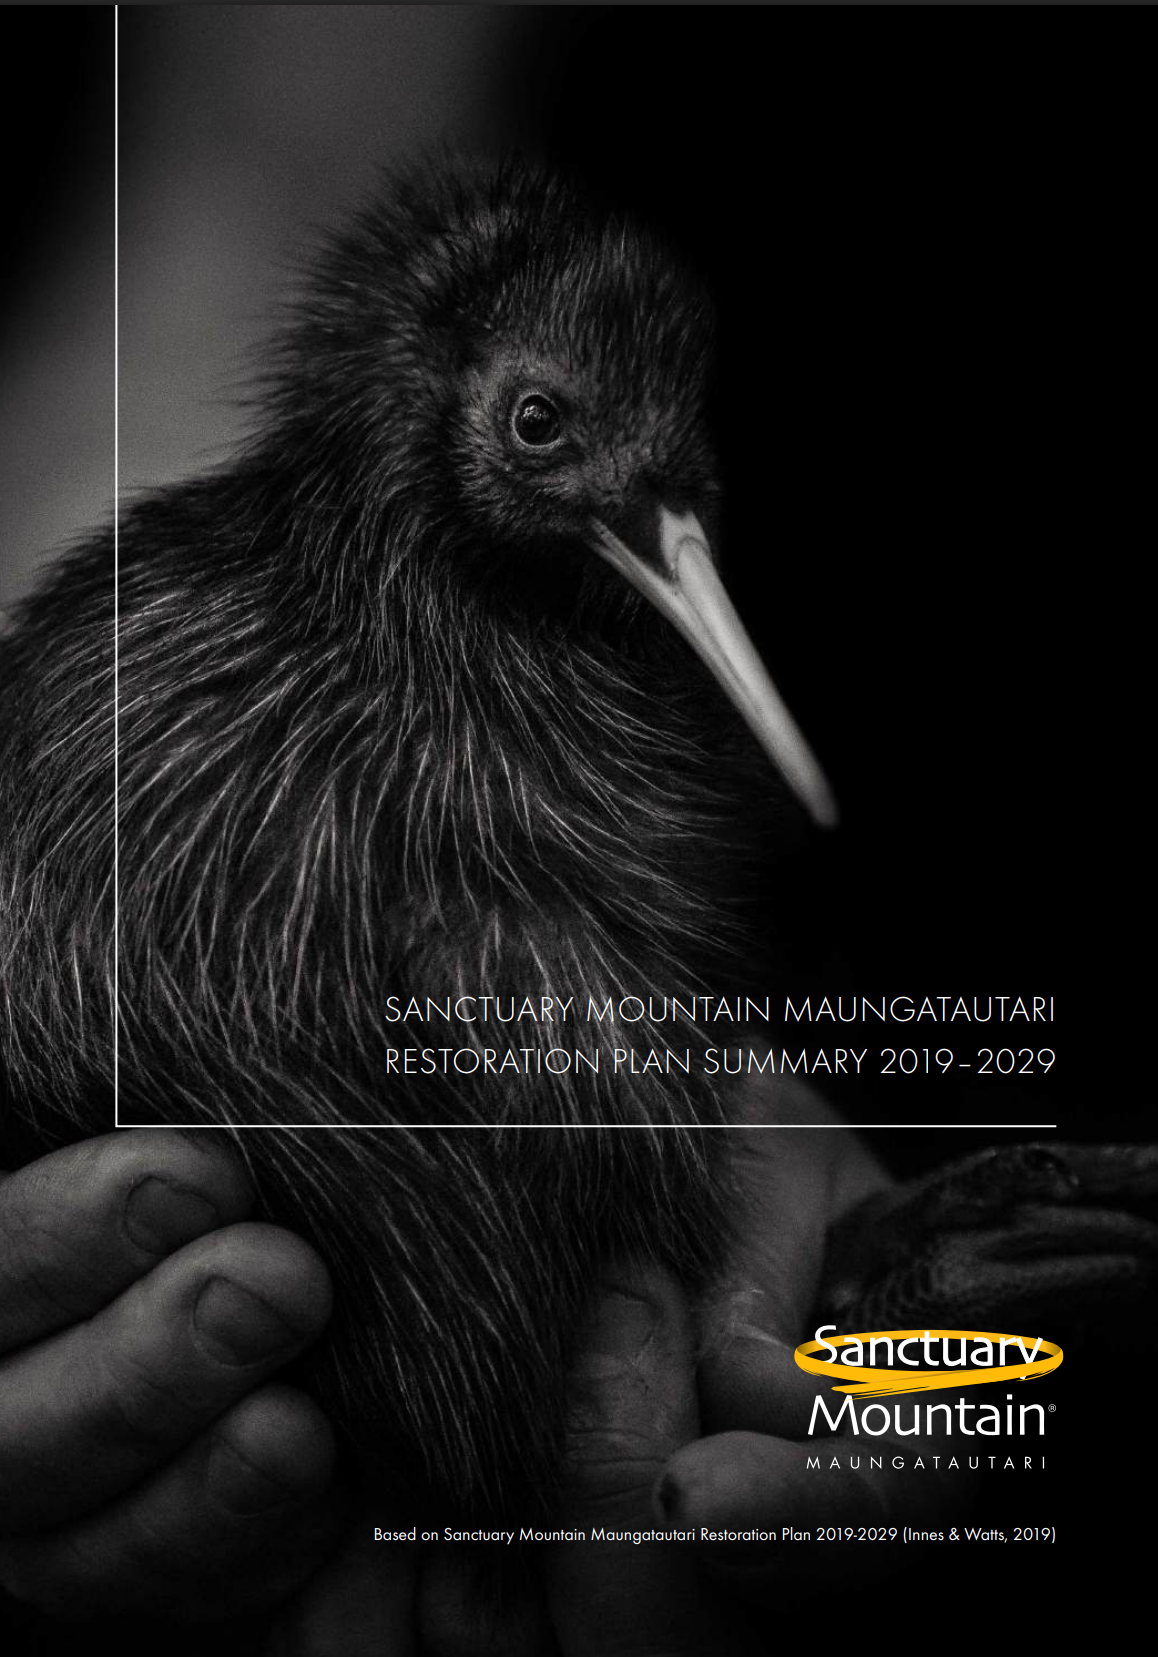 SANCTUARY MOUNTAIN MAUNGATAUTARI
RESTORATION PLAN SUMMARY 2019–2029
Sanctuary
Mountain®
MAUNGATAUTARI
Based on Sanctuary Mountain Maungatautari Restoration Plan 2019-2029 (Innes & Watts, 2019)